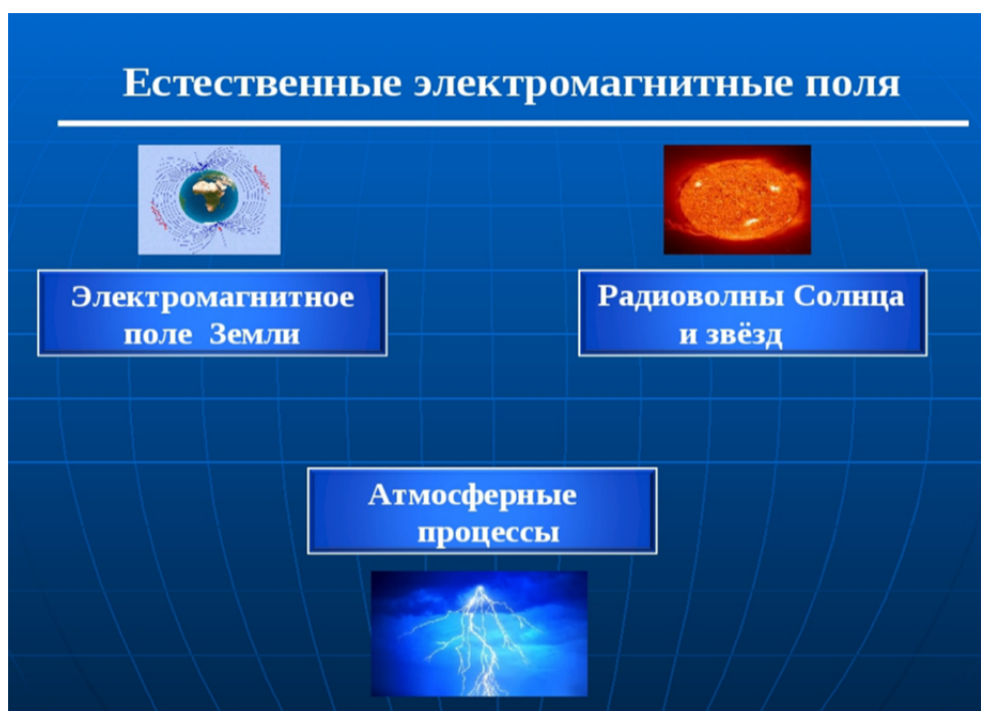 Естественные электромагнитные поля
Электромагнитное
поле Земли
Радиоволны Солнца
и звёзд
Атмосферные
процессы